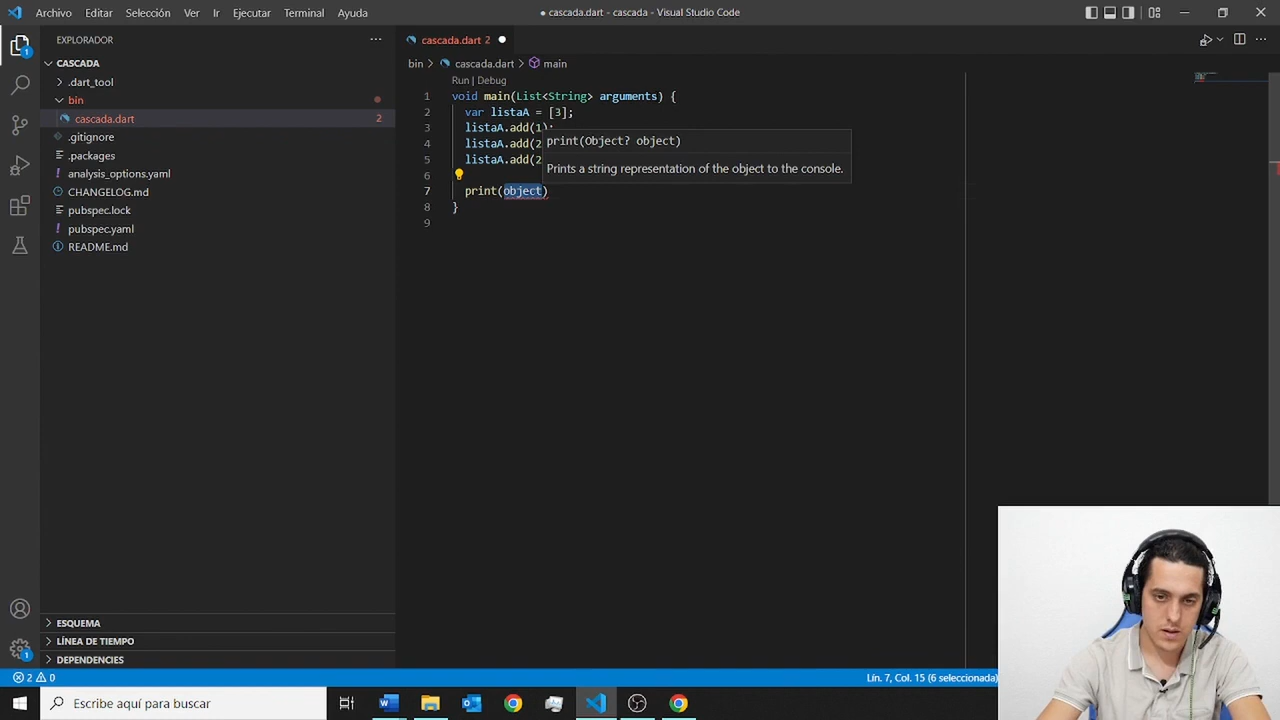 Archivo Editar Selección Ver Ir Ejecutar Terminal Ayuda
● cascada.dart - cascada - Visual Studio Code
EXPLORADOR
CASCADA
.dart_tool
bin
cascada.dart 2
.gitignore
.packages
! analysis_options.yaml
CHANGELOG.md
pubspec.lock
! pubspec.yaml
README.md
ESQUEMA
LÍNEA DE TIEMPO
DEPENDENCIES
1
1
cascada.dart 2 ●
bin > cascada.dart > main
Run | Debug
1 void main(List<String> arguments) {
2 var listaA = [3];
3 listaA.add(1);
4 listaA.add(2
5 listaA.add(2
6
7 print(object)
8 }
9
print(Object? object)
Prints a string representation of the object to the console.
2 0
Lín. 7, Col. 15 (6 seleccionada)
Escribe aquí para buscar